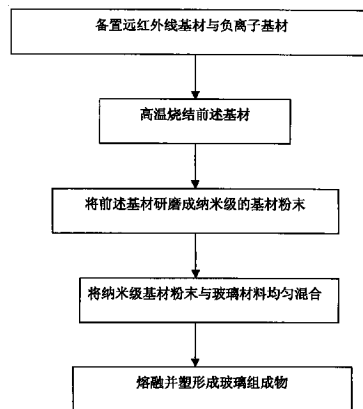 备置远红外线基材与负离子基材
高温烧结前述基材
将前述基材研磨成纳米级的基材粉末
将纳米级基材粉末与玻璃材料均匀混合
熔融并塑形成玻璃组成物